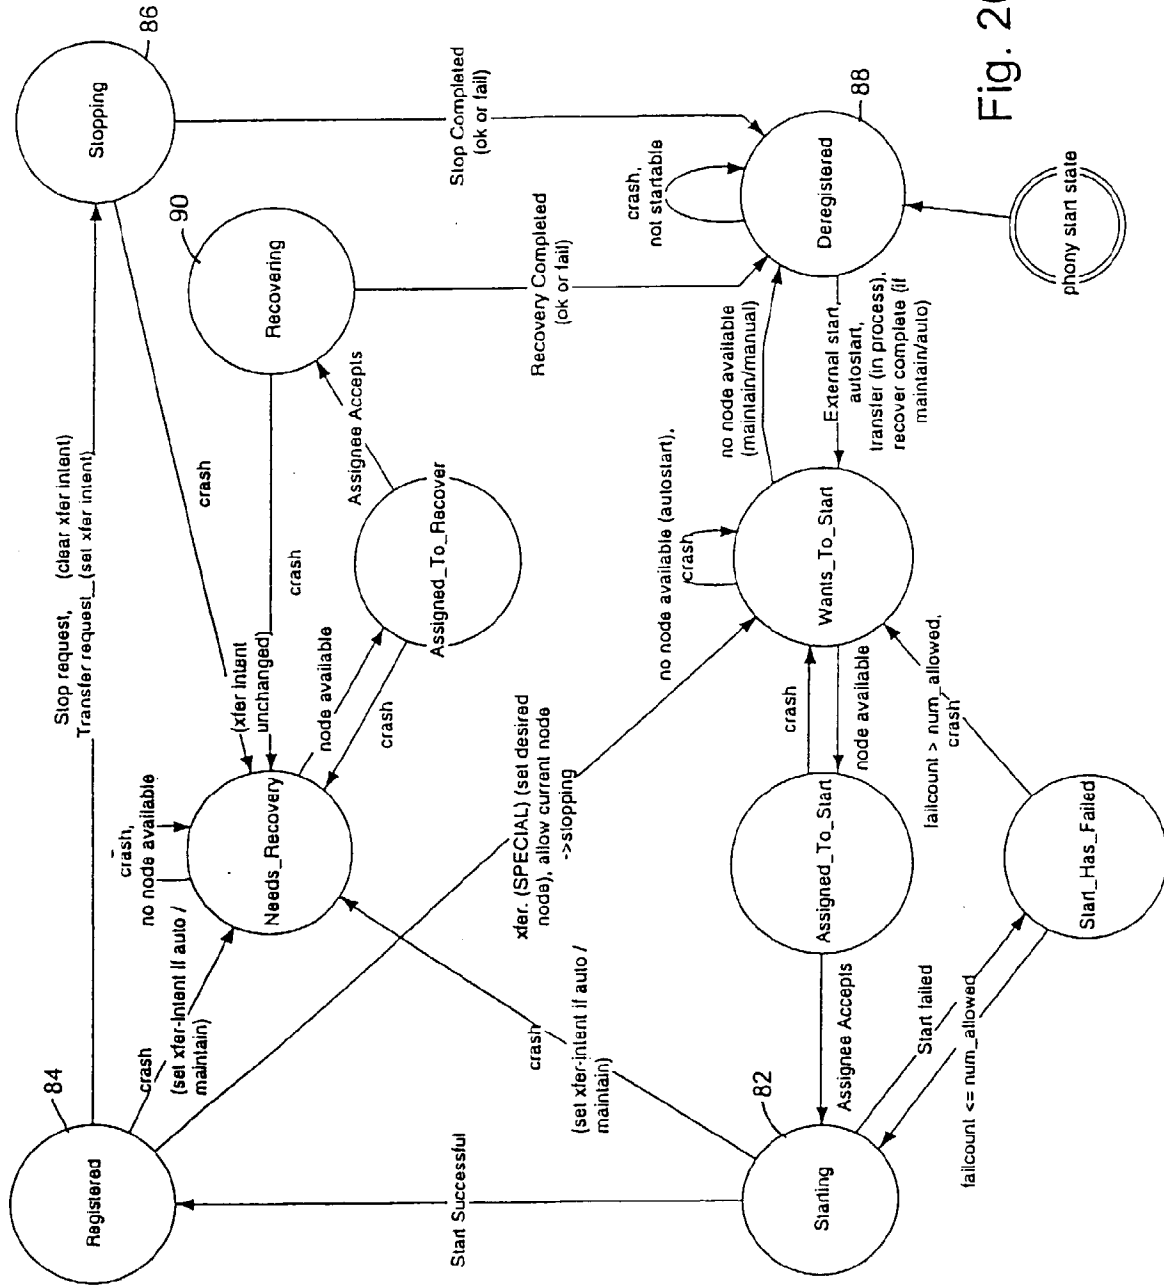 Registered
84
Stop request, (clear xfer intent)
Transfer request_(set xfer intent)
Stopping
86
crash
(set xfer-intent if auto /
maintain)
crash,
no node available
Needs_Recovery
(xfer intent
unchanged)
crash
crash
node available
crash
Assigned_To_Recover
Assignee Accepts
Recovering
90
Stop Completed
(ok or fail)
Recovery Completed
(ok or fail)
Start Successful
crash
(set xfer-intent if auto /
maintain)
xfer. (SPECIAL) (set desired
node), allow current node
->stopping
no node available (autostart),
crash
no node available
(maintain/manual)
crash,
not startable
Starting
82
Assignee Accepts
Assigned_To_Start
crash
node available
Wants_To_Start
External start,
autostart,
transfer (in process),
recover complete (if
maintain/auto)
Deregistered
88
Start failed
failcount <= num_allowed
Start_Has_Failed
failcount > num_allowed,
crash
phony start state